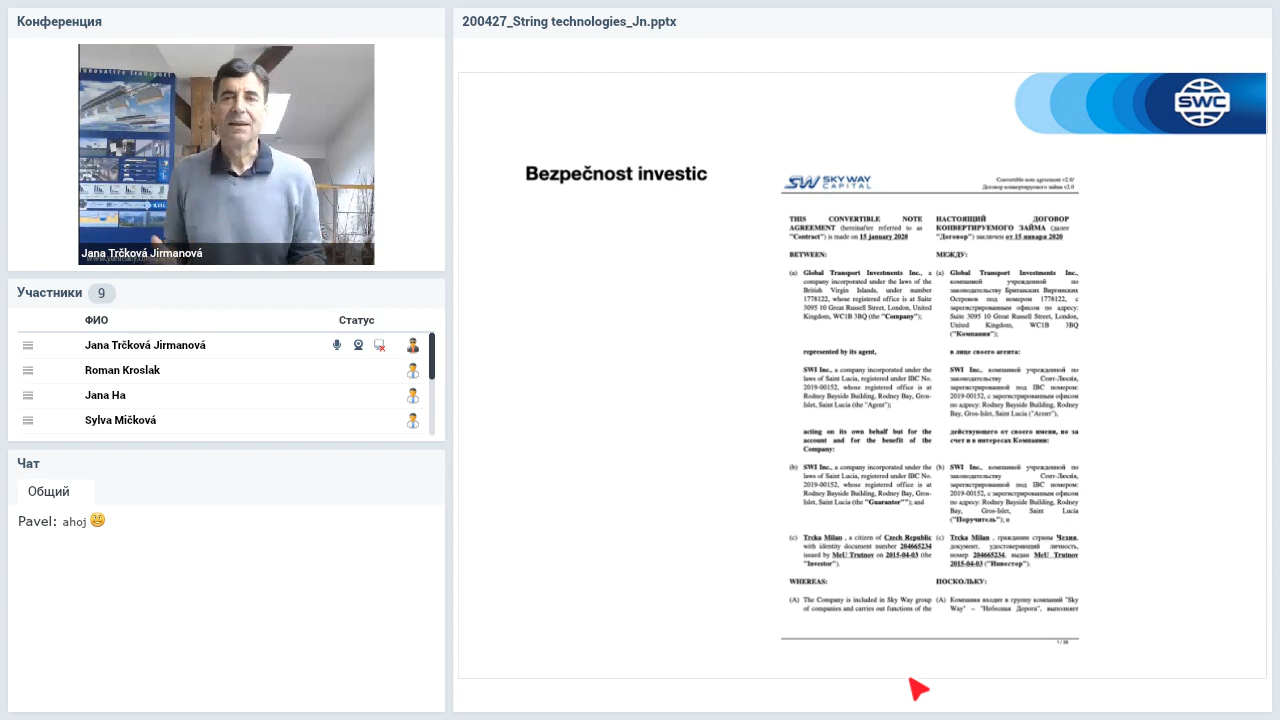 Конференция
innovative transport
Jana Trčková Jirmanová
Участники 9
ФИО Статус
Jana Trčková Jirmanová
Roman Kroslak
Jana Ha
Sylva Mičková
Чат
Общий
Pavel: ahoj
200427_String technologies_Jn.pptx
SWC
Bezpečnost investic
SW SKY WAY
CAPITAL
Convertible note agreement v2.0/
Договор конвертируемого займа v2.0
THIS CONVERTIBLE NOTE
AGREEMENT (hereinafter referred to as
"Contract") is made on 15 january 2020
BETWEEN:
(a) Global Transport Investments Inc., a
company incorporated under the laws of the
British Virgin Islands, under number
1778122, whose registered office is at Suite
3095 10 Great Russell Street, London, United
Kingdom, WC1B 3BQ (the "Company");
represented by its agent,
SWI Inc., a company incorporated under the
laws of Saint Lucia, registered under IBC No.
2019-00152, whose registered office is at
Rodney Bayside Building, Rodney Bay, Gros-
Islet, Saint Lucia (the "Agent");
acting on its own behalf but for the
account and for the benefit of the
Company:
(b) SWI Inc., a company incorporated under the
laws of Saint Lucia, registered under IBC No.
2019-00152, whose registered office is at
Rodney Bayside Building, Rodney Bay, Gros-
Islet, Saint Lucia (the "Guarantor""); and
(c) Trcka Milan , a citizen of Czech Republic
with identity document number 204665234
issued by MeU Trutnov on 2015-04-03 (the
"Investor").
WHEREAS:
(A) The Company is included in Sky Way group
of companies and carries out functions of the
НАСТОЯЩИЙ ДОГОВОР
КОНВЕРТИРУЕМОГО ЗАЙМА (далее
"Договор") заключен от 15 января 2020
МЕЖДУ:
(a) Global Transport Investments Inc.,
компанией учрежденной по
законодательству Британских Виргинских
Островов под номером 1778122, с
зарегистрированным офисом по адресу:
Suite 3095 10 Great Russell Street, London,
United Kingdom, WC1B 3BQ
("Компания");
в лице своего агента:
SWI Inc., компанией учрежденной по
законодательству Сент-Люсия,
зарегистрированной под IBC номером:
2019-00152, с зарегистрированным офисом
по адресу: Rodney Bayside Building, Rodney
Bay, Gros-Islet, Saint Lucia ("Агент"),
действующего от своего имени, но за
счет и в интересах Компании:
(b) SWI Inc., компанией учрежденной по
законодательству Сент-Люсия,
зарегистрированной под IBC номером:
2019-00152, с зарегистрированным офисом
по адресу: Rodney Bayside Building, Rodney
Bay, Gros-Islet, Saint Lucia
("Поручитель"); и
(c) Trcka Milan , гражданин страны Чехия,
документ, удостоверяющий личность,
номер 204665234, выдан MeU Trutnov
2015-04-03 ("Инвестор").
ПОСКОЛЬКУ:
(A) Компания входит в группу компаний "Sky
Way" – "Небесная Дорога", выполняет
1 / 38